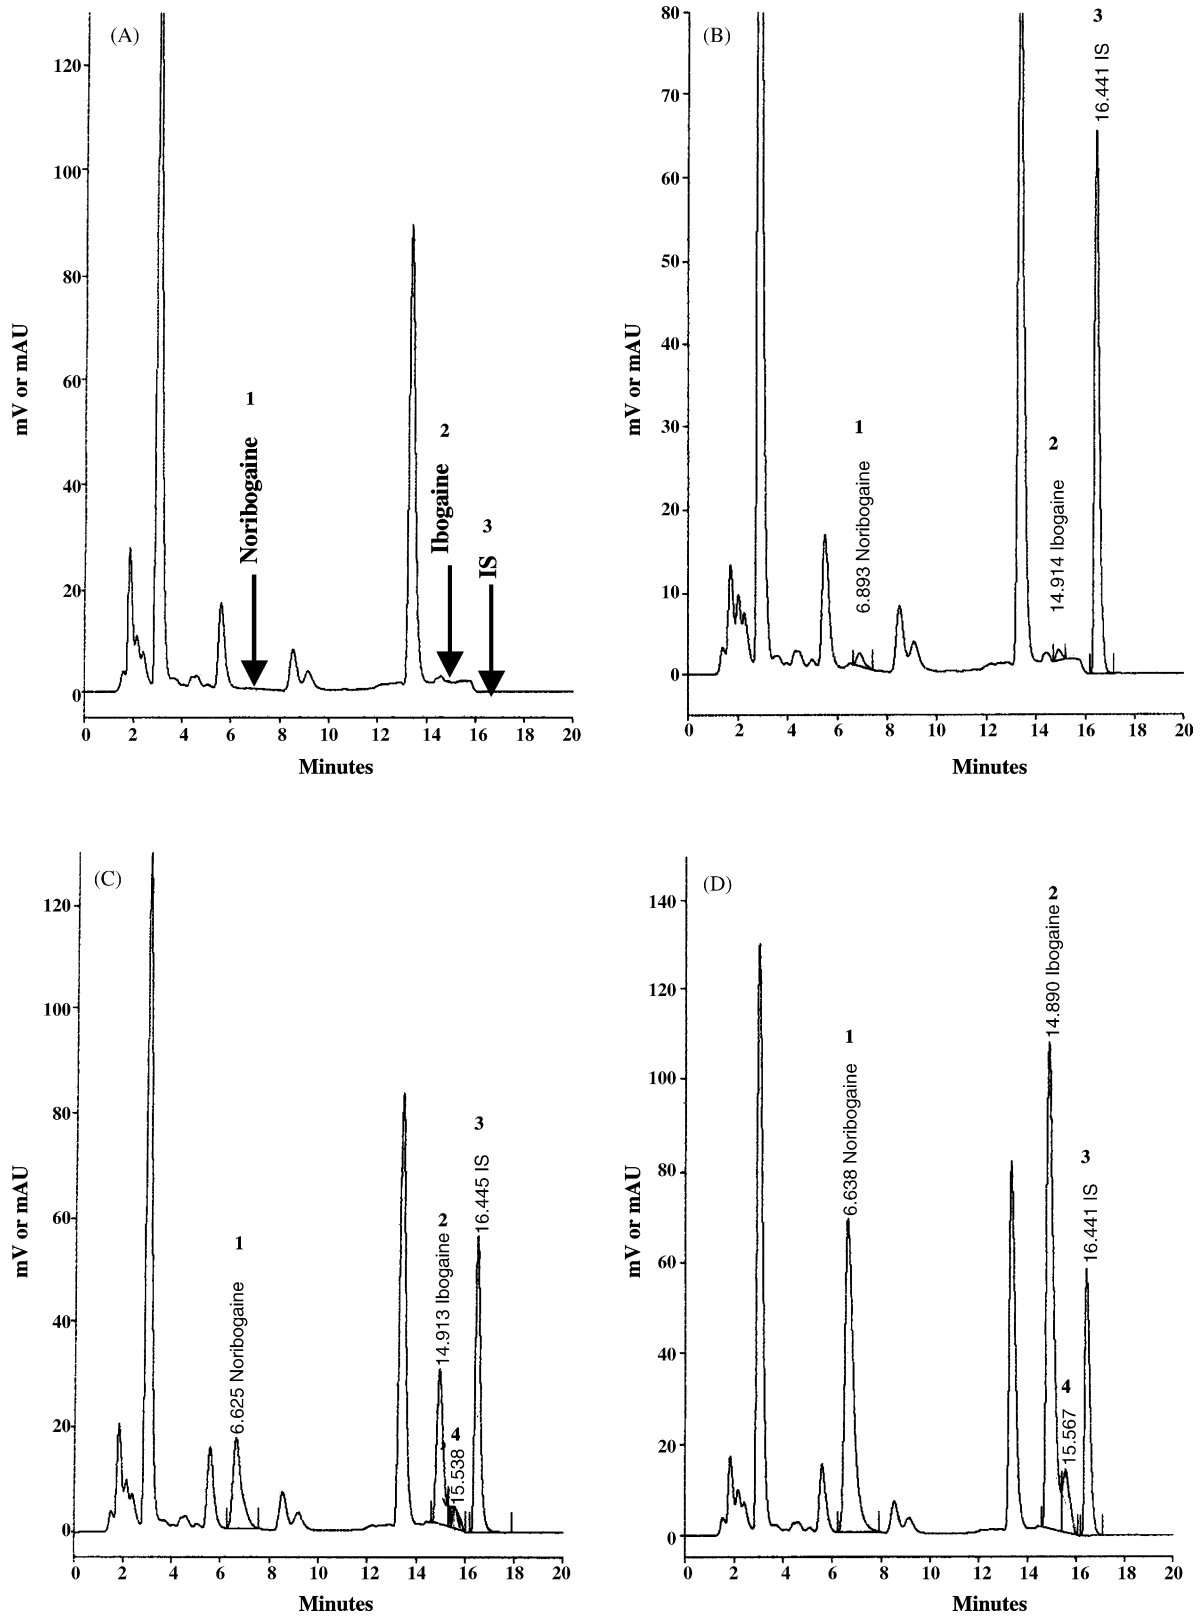 (A)
120
100
80
60
40
20
0
mV or mAU
1
Noribogaine
2
Ibogaine
3
IS
0 2 4 6 8 10 12 14 16 18 20
Minutes
(B)
80
70
60
50
40
30
20
10
0
mV or mAU
1
6.893 Noribogaine
2
14.914 Ibogaine
3
16.441 IS
0 2 4 6 8 10 12 14 16 18 20
Minutes
(C)
120
100
80
60
40
20
0
mV or mAU
1
6.625 Noribogaine
2
14.913 Ibogaine
4
15.538
3
16.445 IS
0 2 4 6 8 10 12 14 16 18 20
Minutes
(D)
140
120
100
80
60
40
20
0
mV or mAU
1
6.638 Noribogaine
2
14.890 Ibogaine
4
15.567
3
16.441 IS
0 2 4 6 8 10 12 14 16 18 20
Minutes